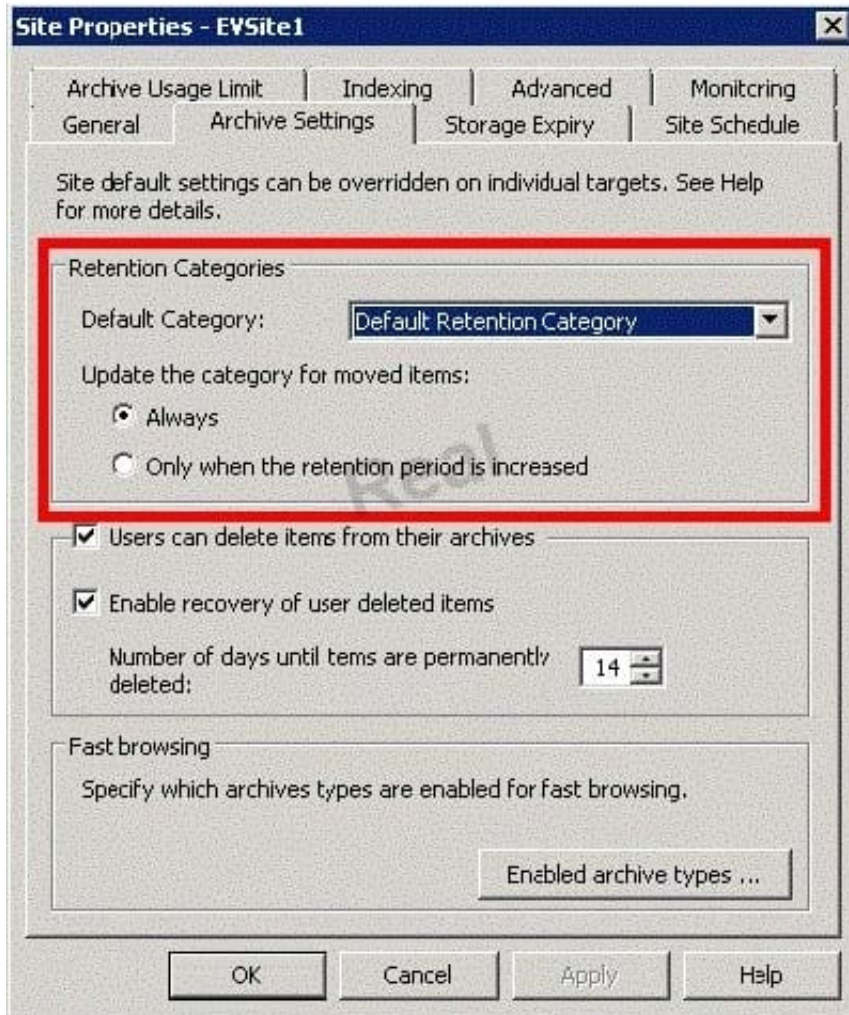 Site Properties - EVSite1
Archive Usage Limit
Indexing
Advanced
Monitcring
General
Archive Settings
Storage Expiry
Site Schedule
Site default settings can be overridden on individual targets. See Help
for more details.
Retention Categories
Default Category:
Default Retention Category
Update the category for moved items:
Always
Only when the retention period is increased
Real
Users can delete items from their archives
Enable recovery of user deleted items
Number of days until tems are permanently
deleted:
14
Fast browsing
Specify which archives types are enabled for fast browsing.
Enabled archive types ...
OK
Cancel
Apply
Help